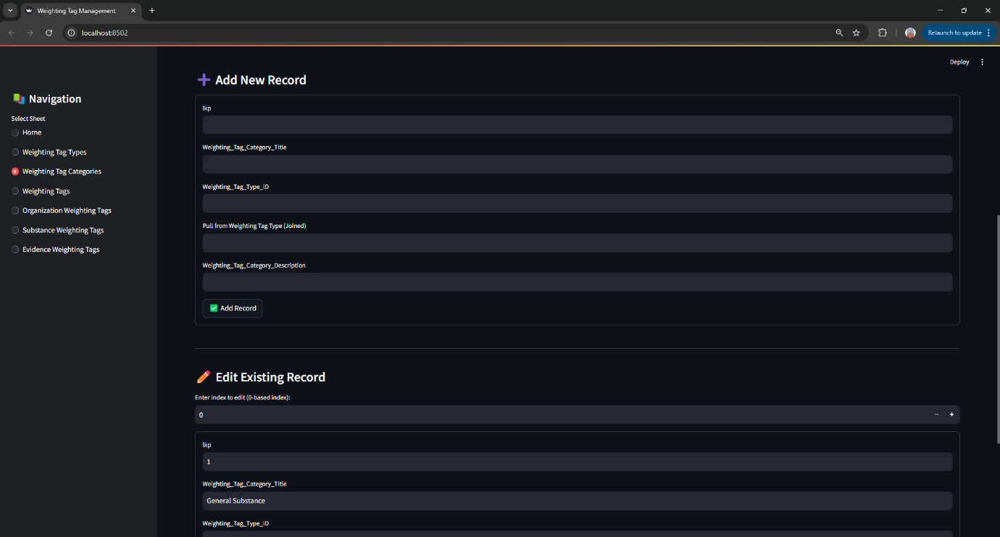 Weighting Tag Management
localhost:8502
Relaunch to update
Deploy
Navigation
Select Sheet
Home
Weighting Tag Types
Weighting Tag Categories
Weighting Tags
Organization Weighting Tags
Substance Weighting Tags
Evidence Weighting Tags
Add New Record
lkp
Weighting_Tag_Category_Title
Weighting_Tag_Type_ID
Pull from Weighting Tag Type (Joined)
Weighting_Tag_Category_Description
Add Record
Edit Existing Record
Enter index to edit (0-based index):
0
lkp
1
Weighting_Tag_Category_Title
General Substance
Weighting_Tag_Type_ID